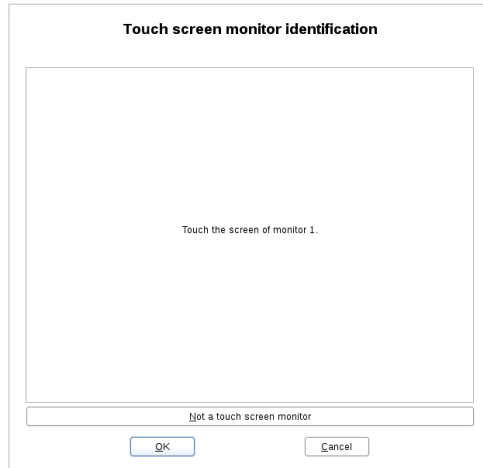 Touch screen monitor identification
Touch the screen of monitor 1.
Not a touch screen monitor
OK
Cancel